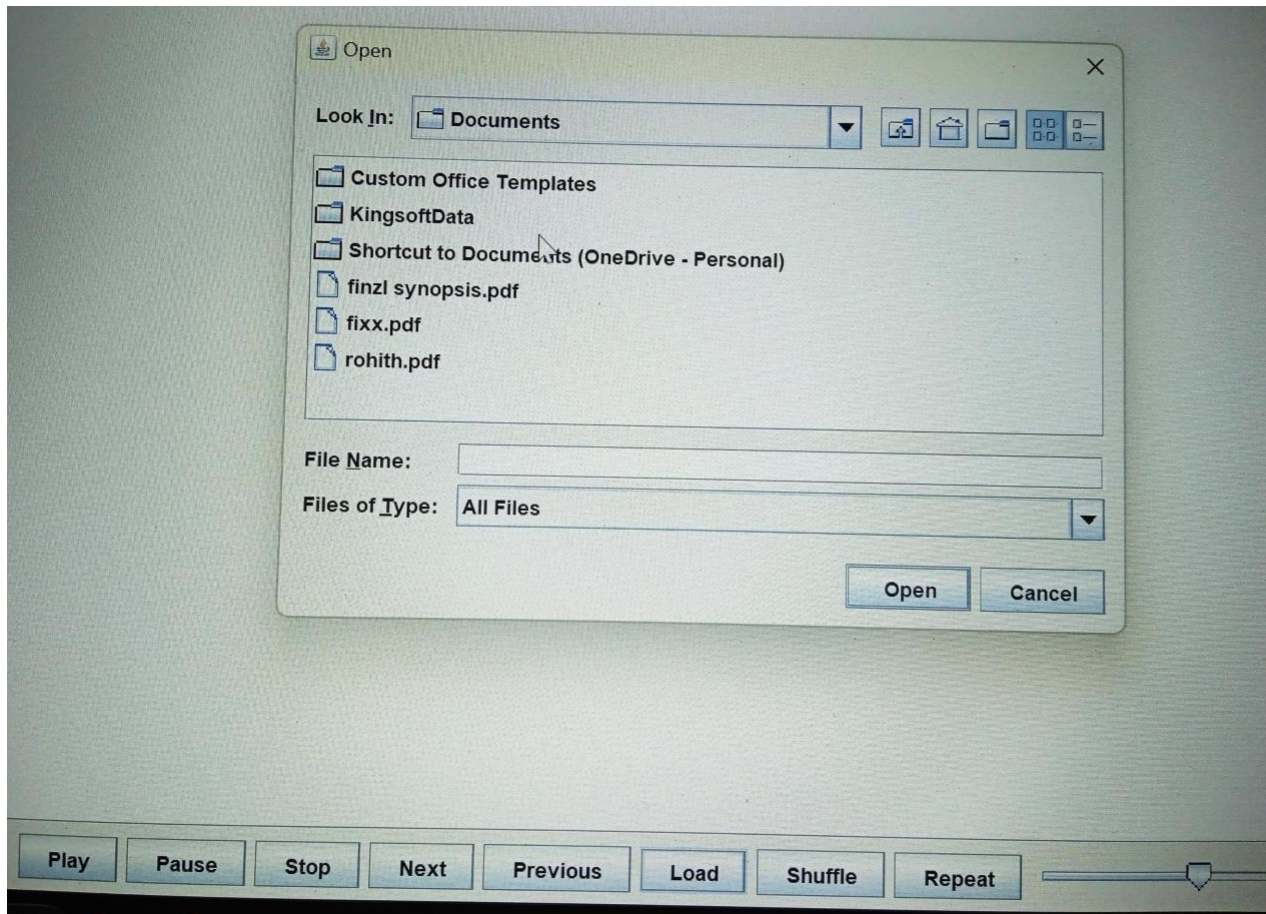 Open
Look In: Documents
Custom Office Templates
KingsoftData
Shortcut to Documents (OneDrive - Personal)
finzl synopsis.pdf
fixx.pdf
rohith.pdf
File Name:
Files of Type: All Files
Open Cancel
Play Pause Stop Next Previous Load Shuffle Repeat